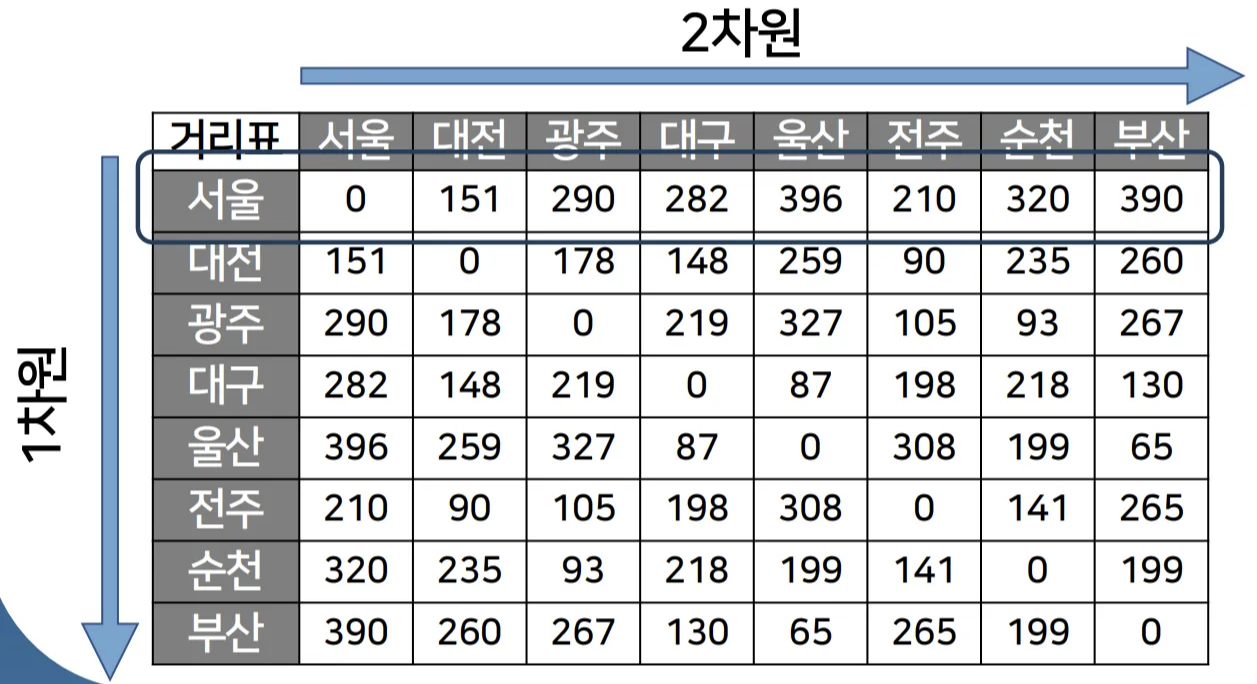 2차원
1차원
거리표 서울 대전 광주 대구 울산 전주 순천 부산
서울 0 151 290 282 396 210 320 390
대전 151 0 178 148 259 90 235 260
광주 290 178 0 219 327 105 93 267
대구 282 148 219 0 87 198 218 130
울산 396 259 327 87 0 308 199 65
전주 210 90 105 198 308 0 141 265
순천 320 235 93 218 199 141 0 199
부산 390 260 267 130 65 265 199 0